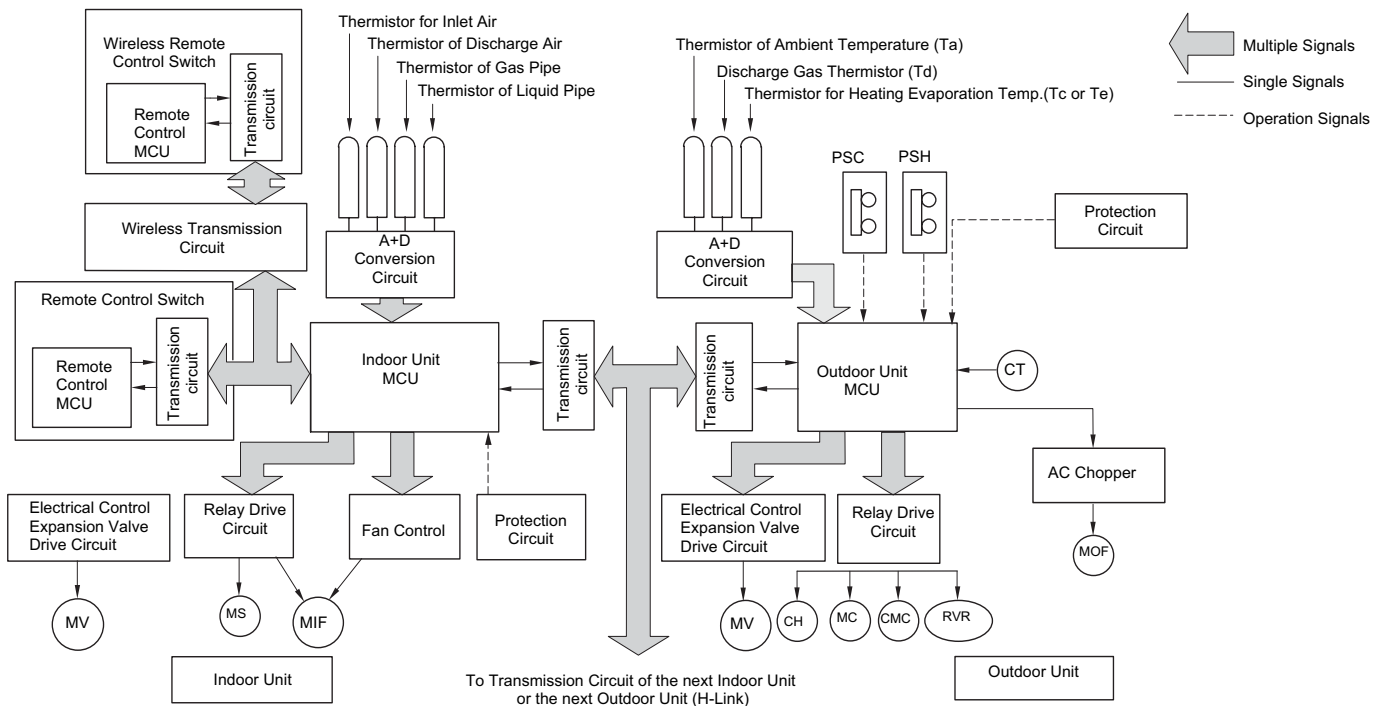 Wireless Remote
Control Switch
Remote
Control
MCU
Transmission
circuit
Thermistor for Inlet Air
Thermistor of Discharge Air
Thermistor of Gas Pipe
Thermistor of Liquid Pipe
Thermistor of Ambient Temperature (Ta)
Discharge Gas Thermistor (Td)
Thermistor for Heating Evaporation Temp.(Tc or Te)
Multiple Signals
Single Signals
Operation Signals
PSC
PSH
Wireless Transmission
Circuit
A+D
Conversion
Circuit
A+D
Conversion
Circuit
Protection
Circuit
Remote Control Switch
Remote
Control
MCU
Transmission
circuit
Indoor Unit
MCU
Transmission
circuit
Transmission
circuit
Outdoor Unit
MCU
CT
AC Chopper
MOF
Electrical Control
Expansion Valve
Drive Circuit
Relay Drive
Circuit
Fan Control
Protection
Circuit
Electrical Control
Expansion Valve
Drive Circuit
Relay Drive
Circuit
MV
MS
MIF
MV
CH
MC
CMC
RVR
Indoor Unit
To Transmission Circuit of the next Indoor Unit
or the next Outdoor Unit (H-Link)
Outdoor Unit